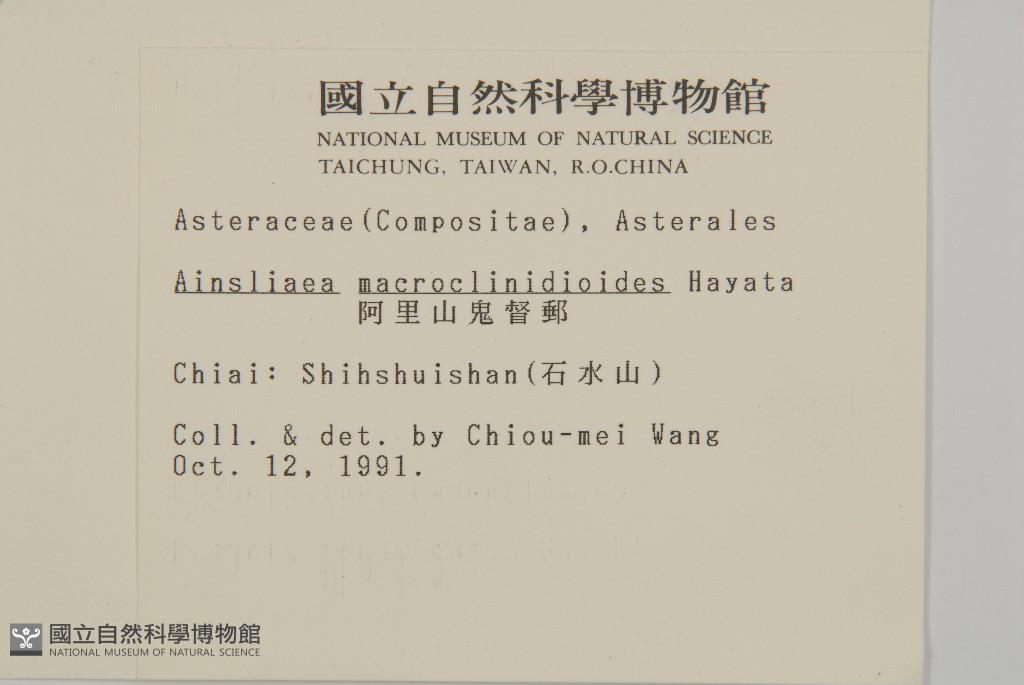 國立自然科學博物館
NATIONAL MUSEUM OF NATURAL SCIENCE
TAICHUNG, TAIWAN, R.O.CHINA
Asteraceae(Compositae), Asterales
Ainsliaea macroclinidioides Hayata
阿里山鬼督郵
Chiai: Shihshuishan(石水山)
Coll. & det. by Chiou-mei Wang
Oct. 12, 1991.
國立自然科學博物館
NATIONAL MUSEUM OF NATURAL SCIENCE